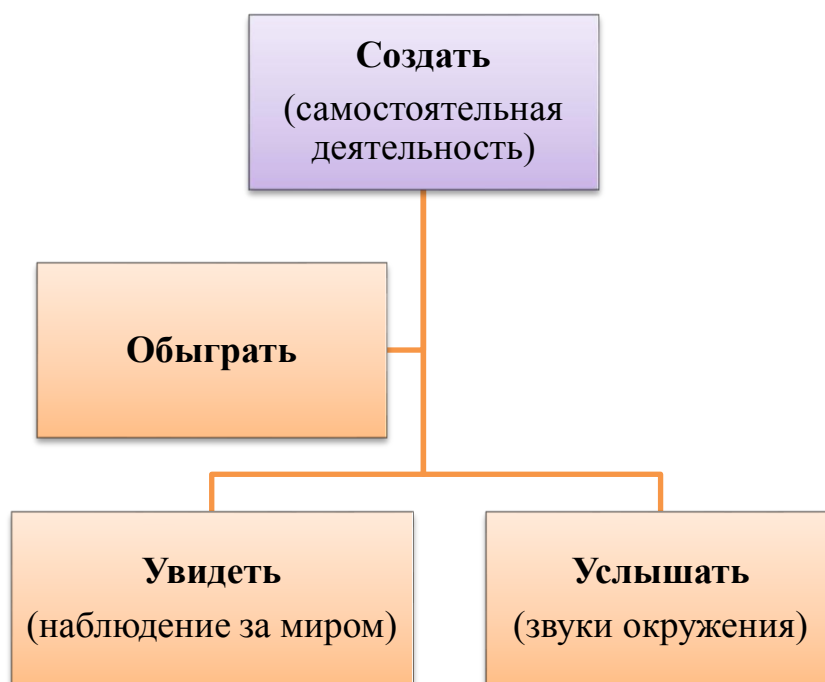 Создать
(самостоятельная
деятельность)
Обыграть
Увидеть
(наблюдение за миром)
Услышать
(звуки окружения)